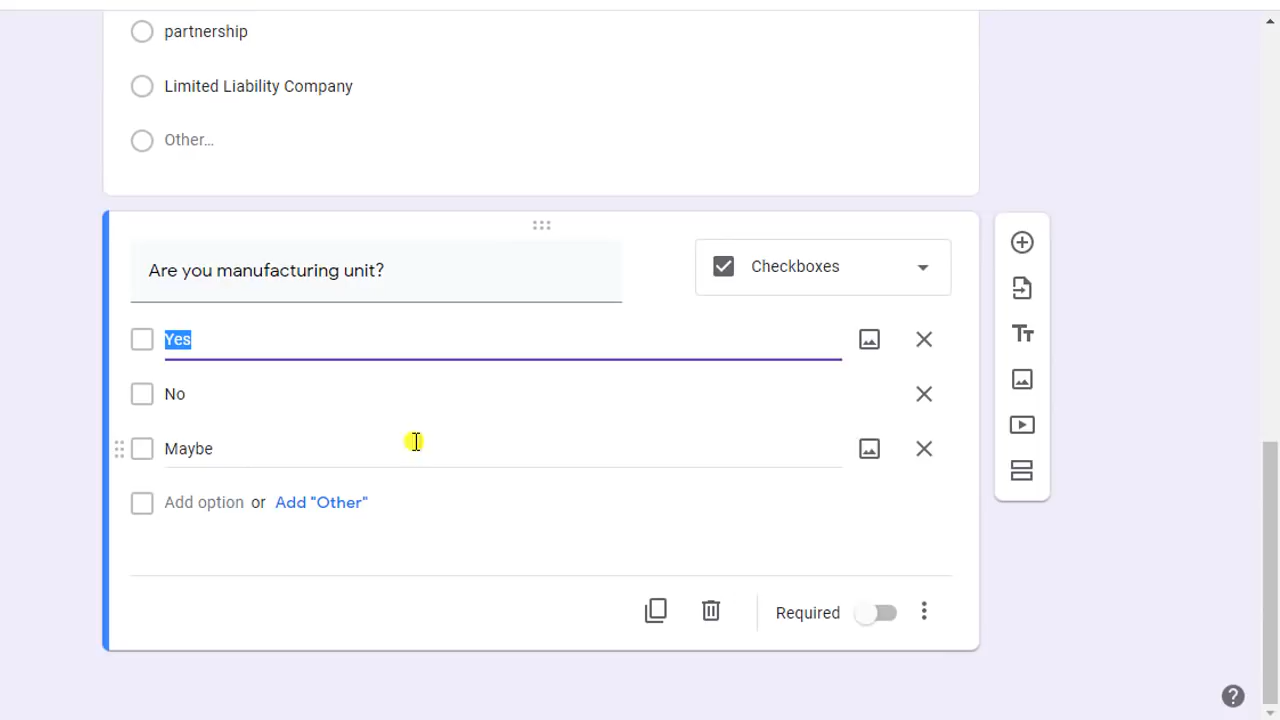 partnership
Limited Liability Company
Other...
Are you manufacturing unit?
Checkboxes
Yes
No
Maybe
Add option or Add "Other"
Required